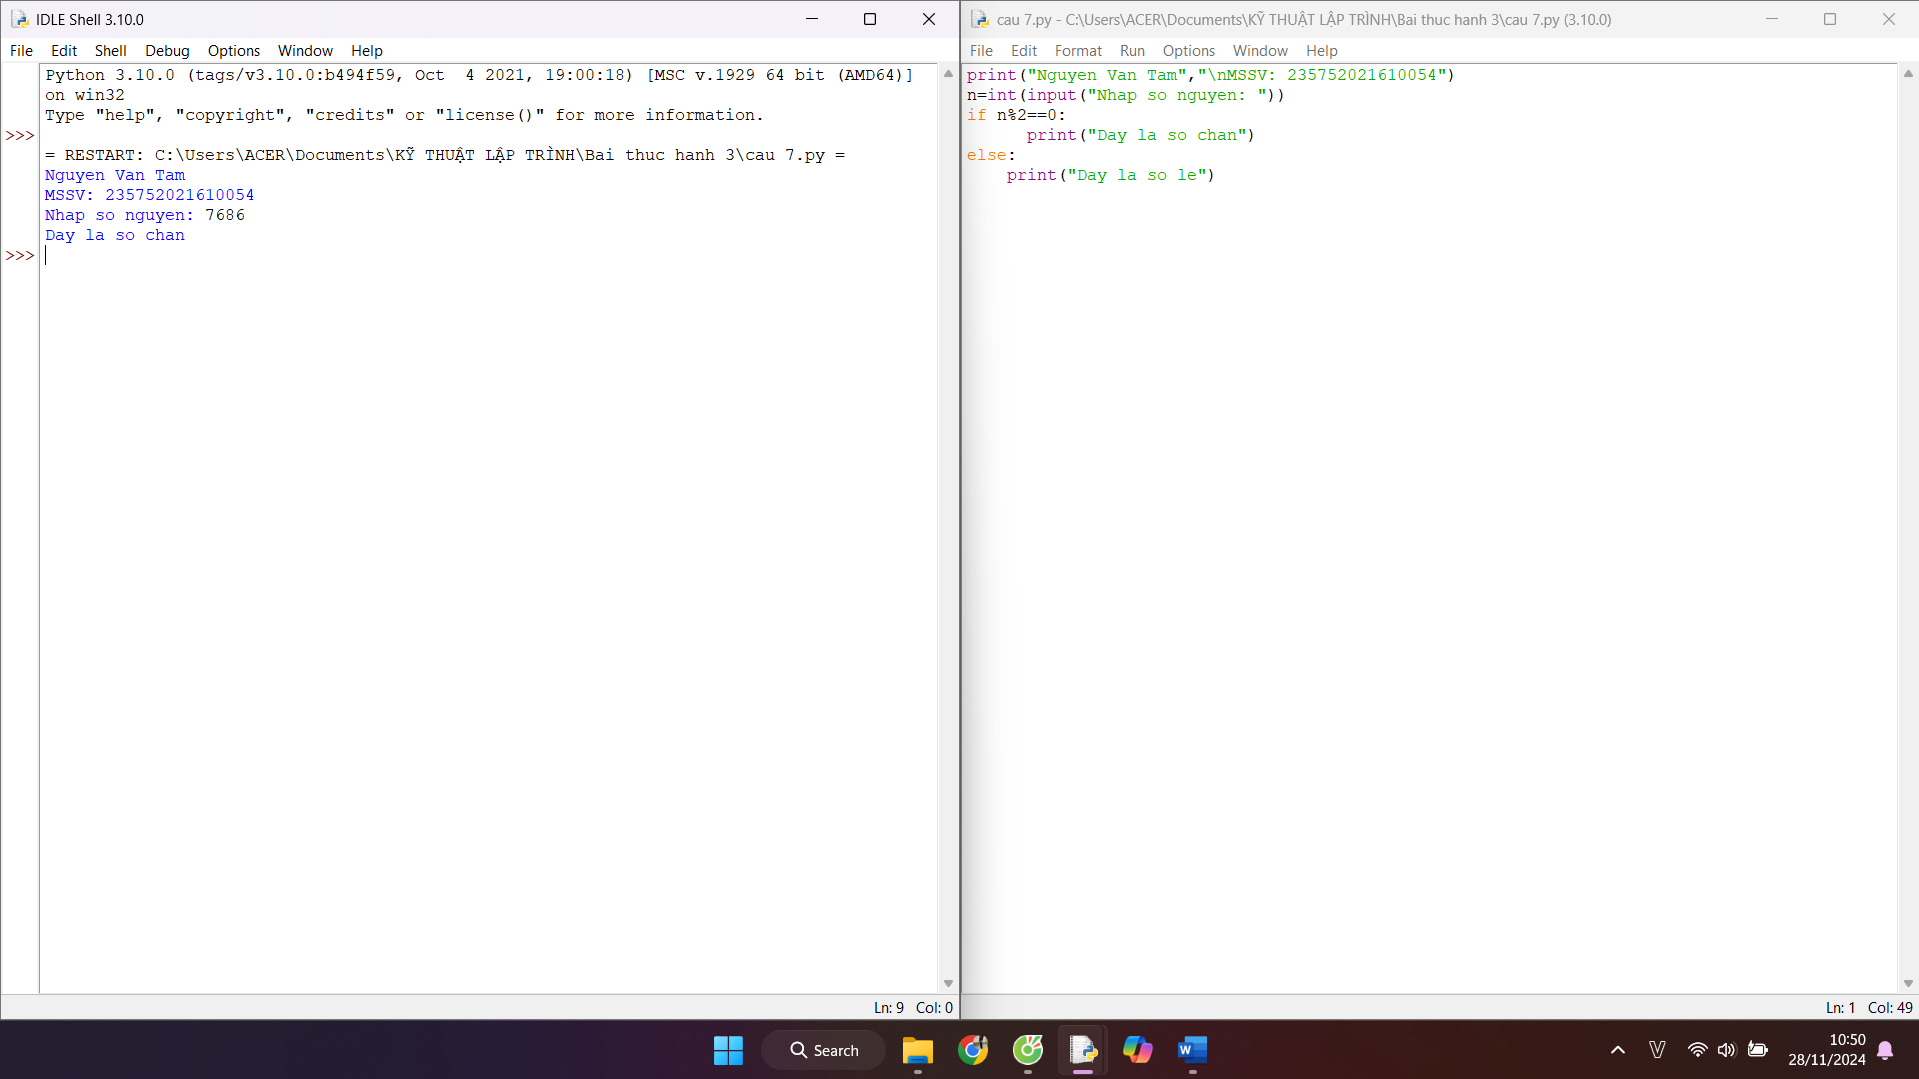 IDLE Shell 3.10.0
File Edit Shell Debug Options Window Help
Python 3.10.0 (tags/v3.10.0:b494f59, Oct  4 2021, 19:00:18) [MSC v.1929 64 bit (AMD64)]
on win32
Type "help", "copyright", "credits" or "license()" for more information.
>>>
= RESTART: C:\Users\ACER\Documents\KỸ THUẬT LẬP TRÌNH\Bai thuc hanh 3\cau 7.py =
Nguyen Van Tam
MSSV: 235752021610054
Nhap so nguyen: 7686
Day la so chan
>>>
Ln: 9 Col: 0
cau 7.py - C:\Users\ACER\Documents\KỸ THUẬT LẬP TRÌNH\Bai thuc hanh 3\cau 7.py (3.10.0)
File Edit Format Run Options Window Help
print("Nguyen Van Tam","\nMSSV: 235752021610054")
n=int(input("Nhap so nguyen: "))
if n%2==0:
      print("Day la so chan")
else:
    print("Day la so le")
Ln: 1 Col: 49
Search
10:50
28/11/2024